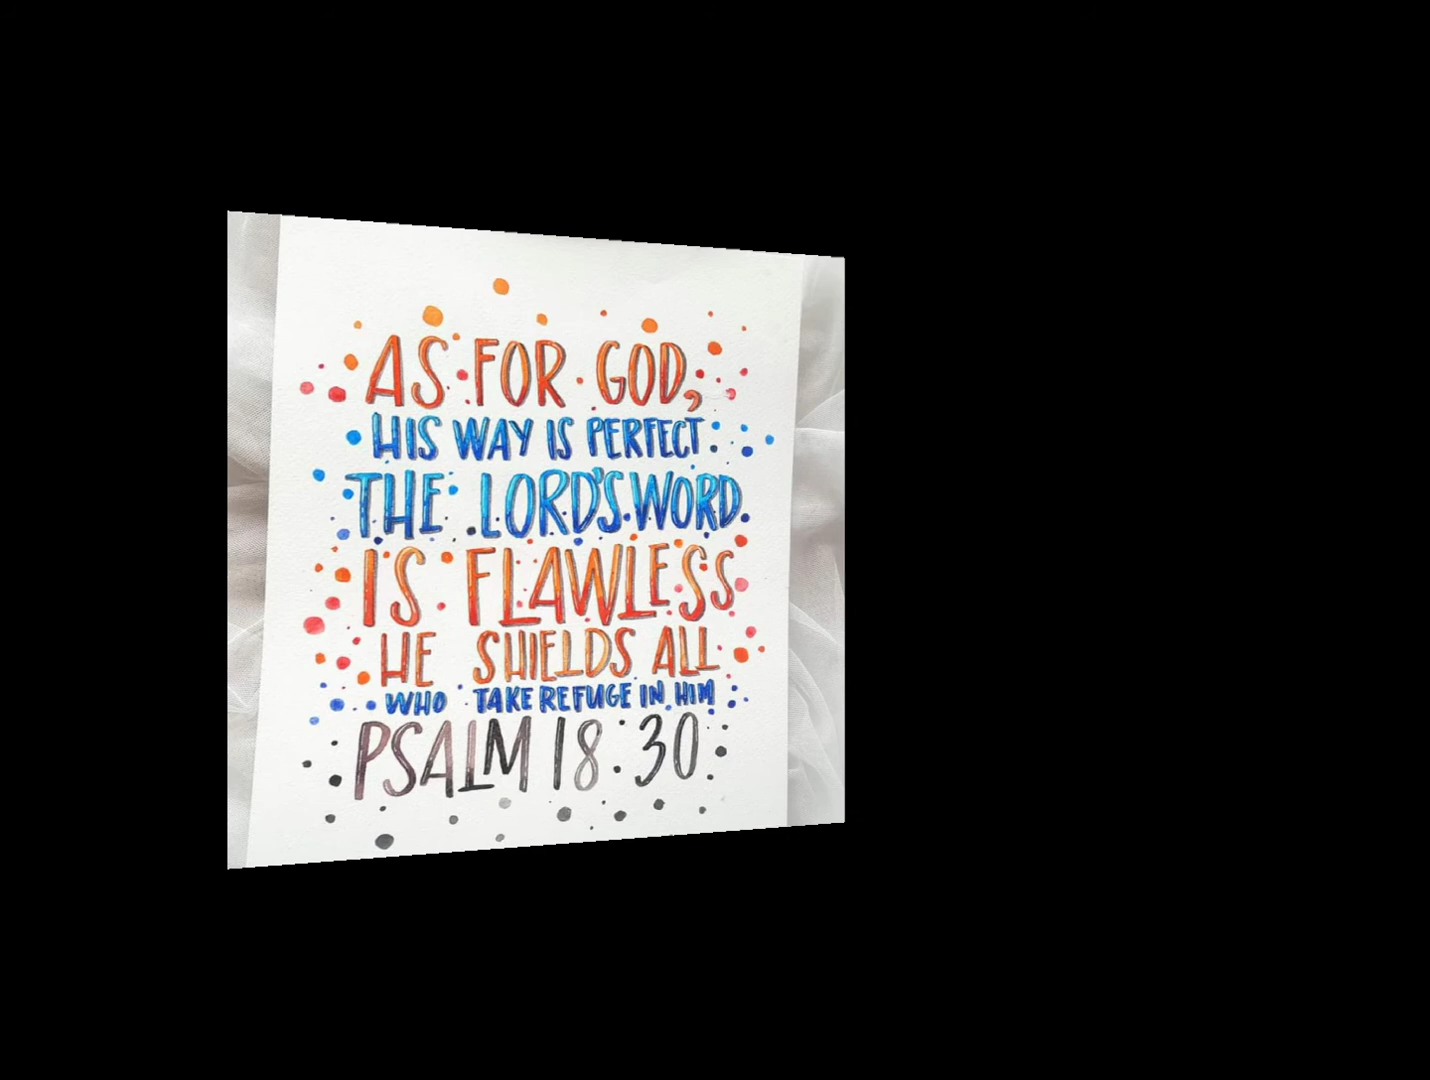 AS FOR GOD,
HIS WAY IS PERFECT:
THE LORD'S WORD
IS FLAWLESS
HE SHIELDS ALL
WHO TAKE REFUGE IN HIM
PSALM 18:30